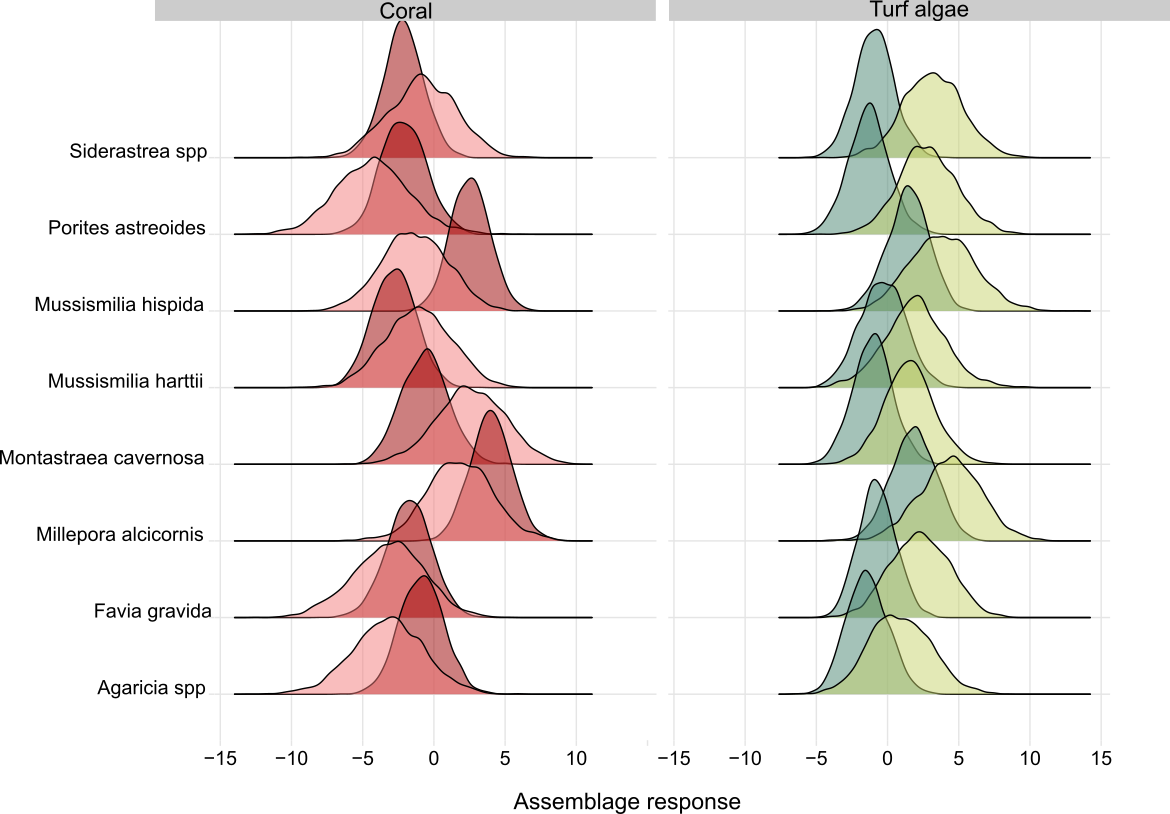 Coral Turf algae
Siderastrea spp
Porites astreoides
Mussismilia hispida
Mussismilia harttii
Montastraea cavernosa
Millepora alcicornis
Favia gravida
Agaricia spp
−15 −10 −5 0 5 10 −15 −10 −5 0 5 10 15
Assemblage response